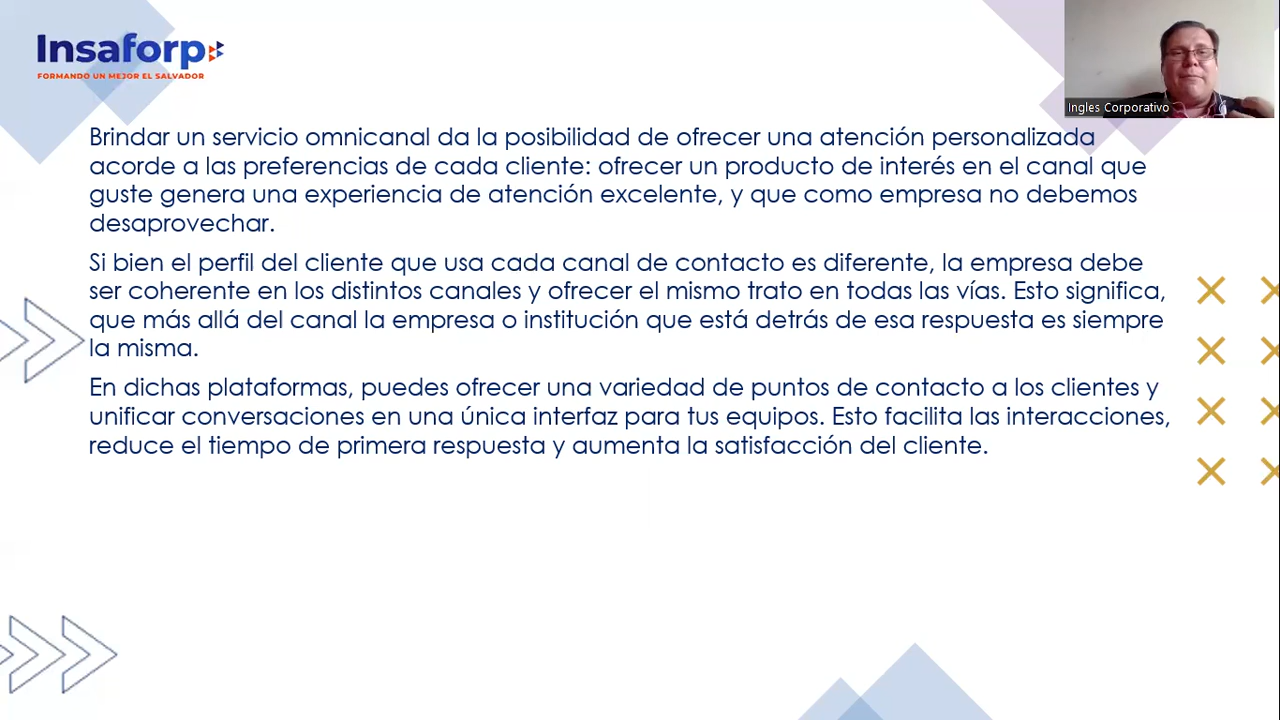 Insaforp
FORMANDO UN MEJOR EL SALVADOR
Ingles Corporativo
Brindar un servicio omnicanal da la posibilidad de ofrecer una atención personalizada
acorde a las preferencias de cada cliente: ofrecer un producto de interés en el canal que
guste genera una experiencia de atención excelente, y que como empresa no debemos
desaprovechar.
Si bien el perfil del cliente que usa cada canal de contacto es diferente, la empresa debe
ser coherente en los distintos canales y ofrecer el mismo trato en todas las vías. Esto significa,
que más allá del canal la empresa o institución que está detrás de esa respuesta es siempre
la misma.
En dichas plataformas, puedes ofrecer una variedad de puntos de contacto a los clientes y
unificar conversaciones en una única interfaz para tus equipos. Esto facilita las interacciones,
reduce el tiempo de primera respuesta y aumenta la satisfacción del cliente.